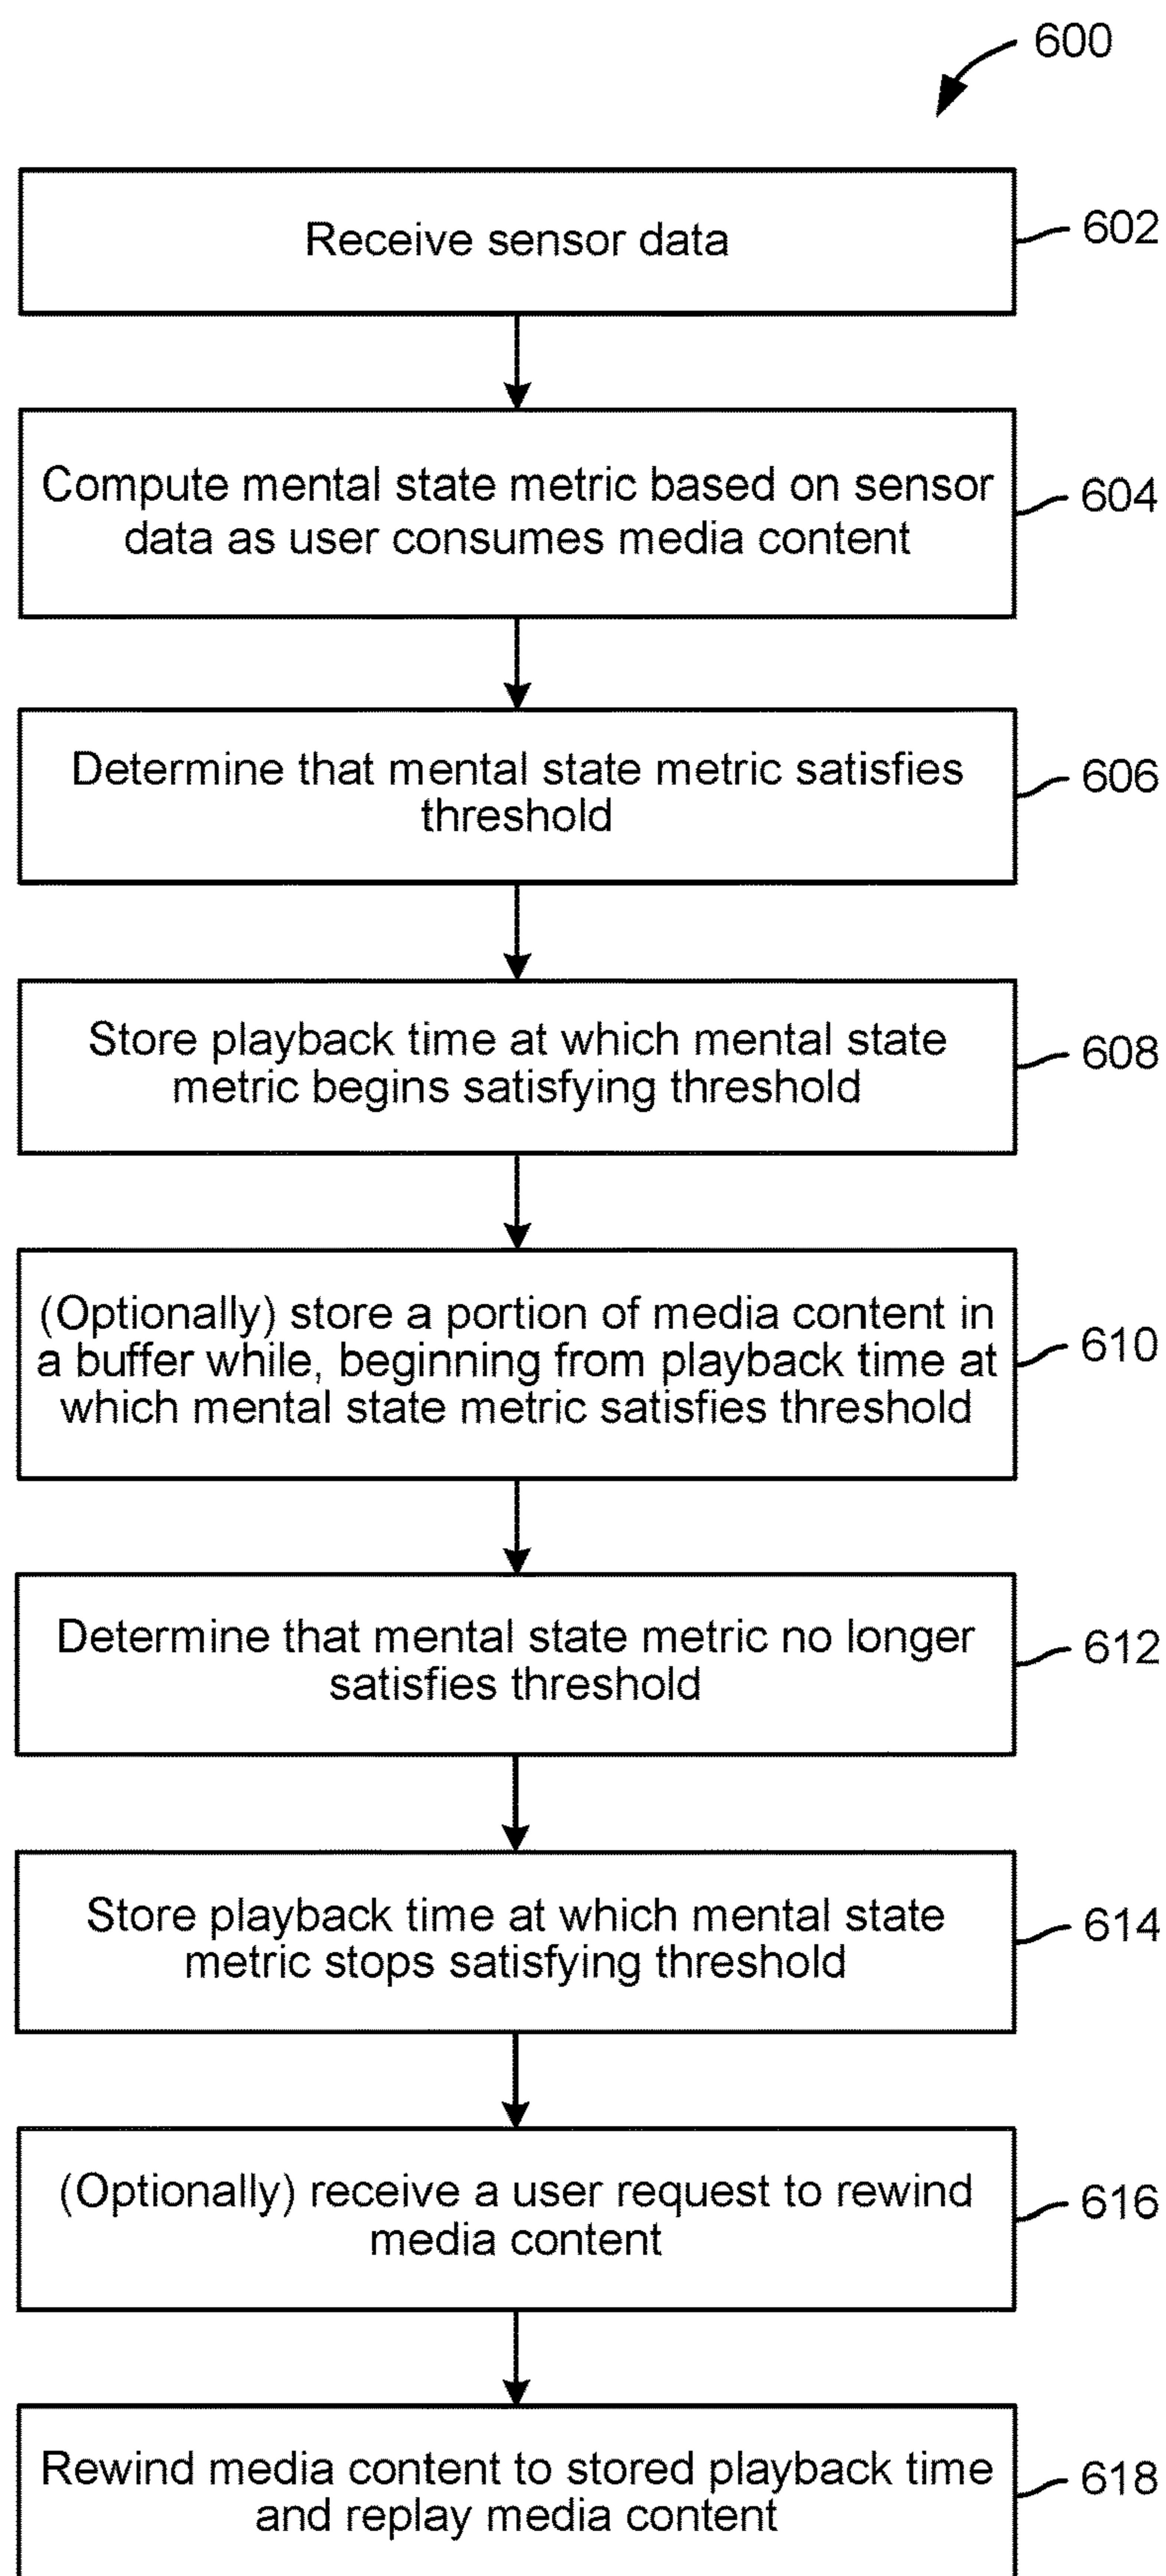 600
Receive sensor data
602
Compute mental state metric based on sensor
data as user consumes media content
604
Determine that mental state metric satisfies
threshold
606
Store playback time at which mental state
metric begins satisfying threshold
608
(Optionally) store a portion of media content in
a buffer while, beginning from playback time at
which mental state metric satisfies threshold
610
Determine that mental state metric no longer
satisfies threshold
612
Store playback time at which mental state
metric stops satisfying threshold
614
(Optionally) receive a user request to rewind
media content
616
Rewind media content to stored playback time
and replay media content
618